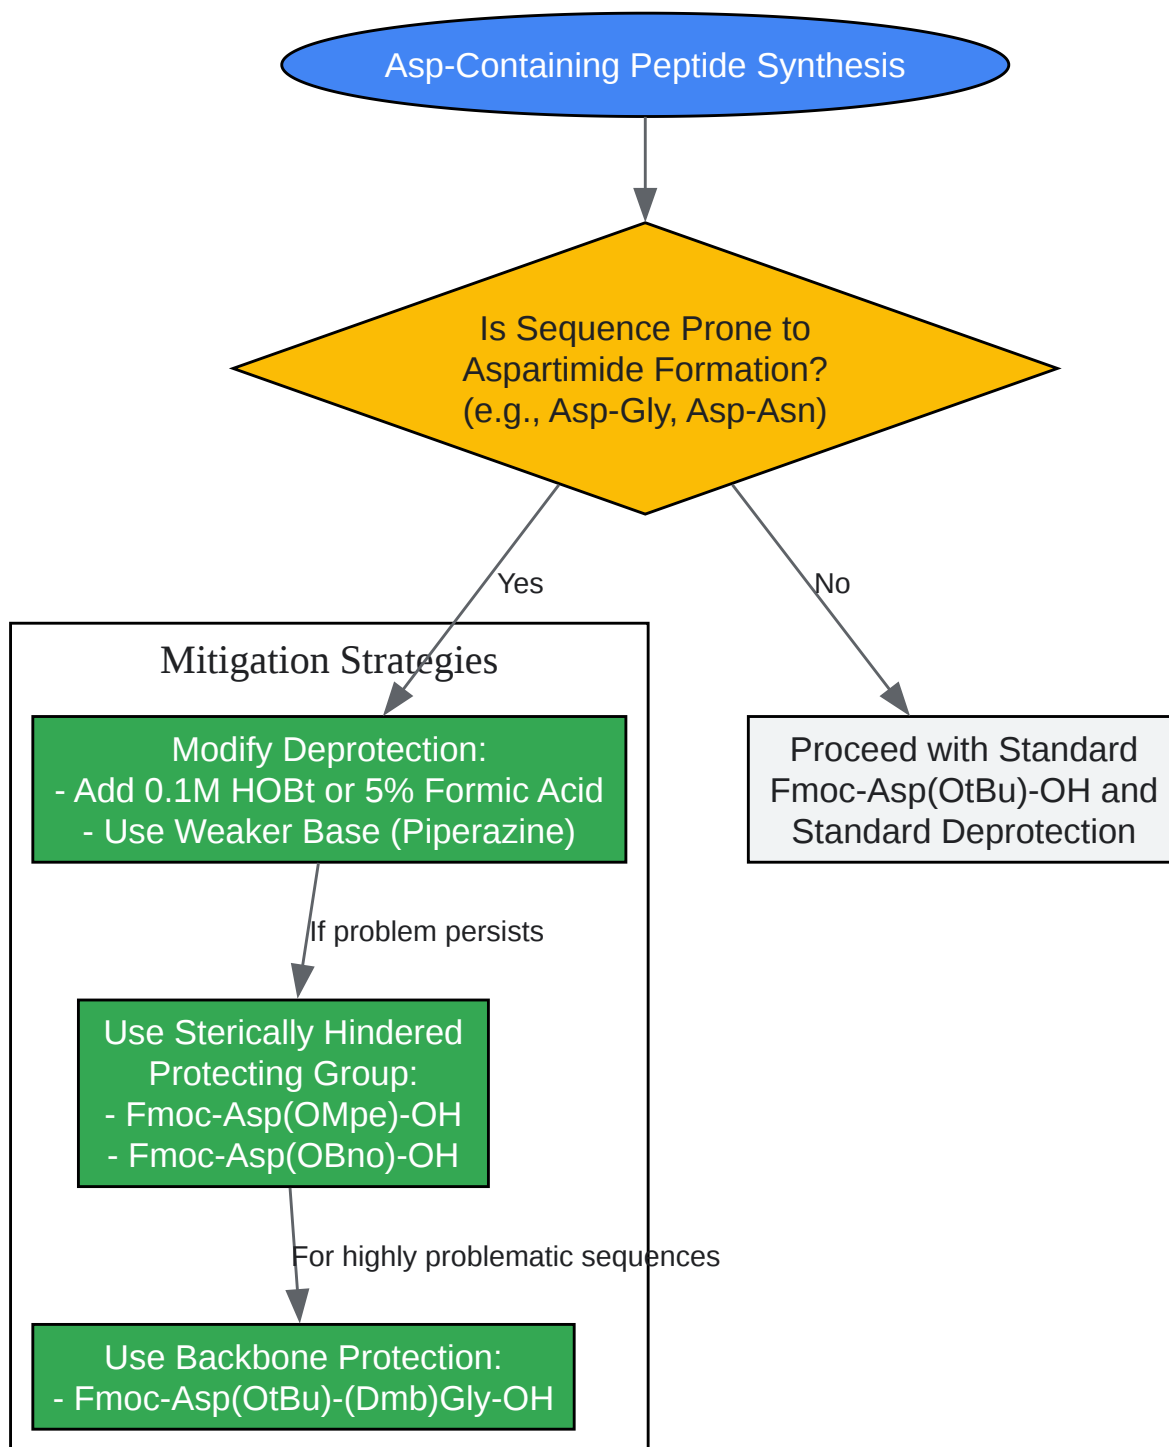 Asp-Containing Peptide Synthesis
Is Sequence Prone to
Aspartimide Formation?
(e.g., Asp-Gly, Asp-Asn)
Yes
No
Mitigation Strategies
Modify Deprotection:
- Add 0.1M HOBt or 5% Formic Acid
- Use Weaker Base (Piperazine)
Proceed with Standard
Fmoc-Asp(OtBu)-OH and
Standard Deprotection
If problem persists
Use Sterically Hindered
Protecting Group:
- Fmoc-Asp(OMpe)-OH
- Fmoc-Asp(OBno)-OH
For highly problematic sequences
Use Backbone Protection:
- Fmoc-Asp(OtBu)-(Dmb)Gly-OH